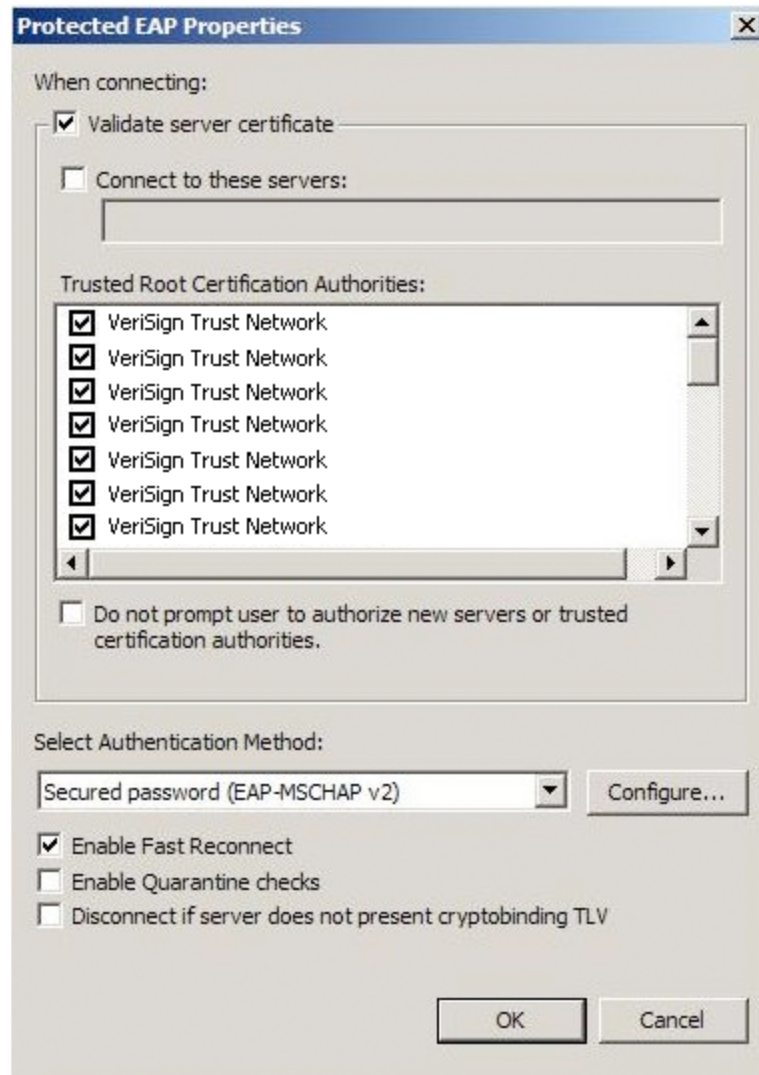 Protected EAP Properties
When connecting:
Validate server certificate
Connect to these servers:
Trusted Root Certification Authorities:
VeriSign Trust Network
VeriSign Trust Network
VeriSign Trust Network
VeriSign Trust Network
VeriSign Trust Network
VeriSign Trust Network
VeriSign Trust Network
Do not prompt user to authorize new servers or trusted
certification authorities.
Select Authentication Method:
Secured password (EAP-MSCHAP v2)
Configure...
Enable Fast Reconnect
Enable Quarantine checks
Disconnect if server does not present cryptobinding TLV
OK
Cancel